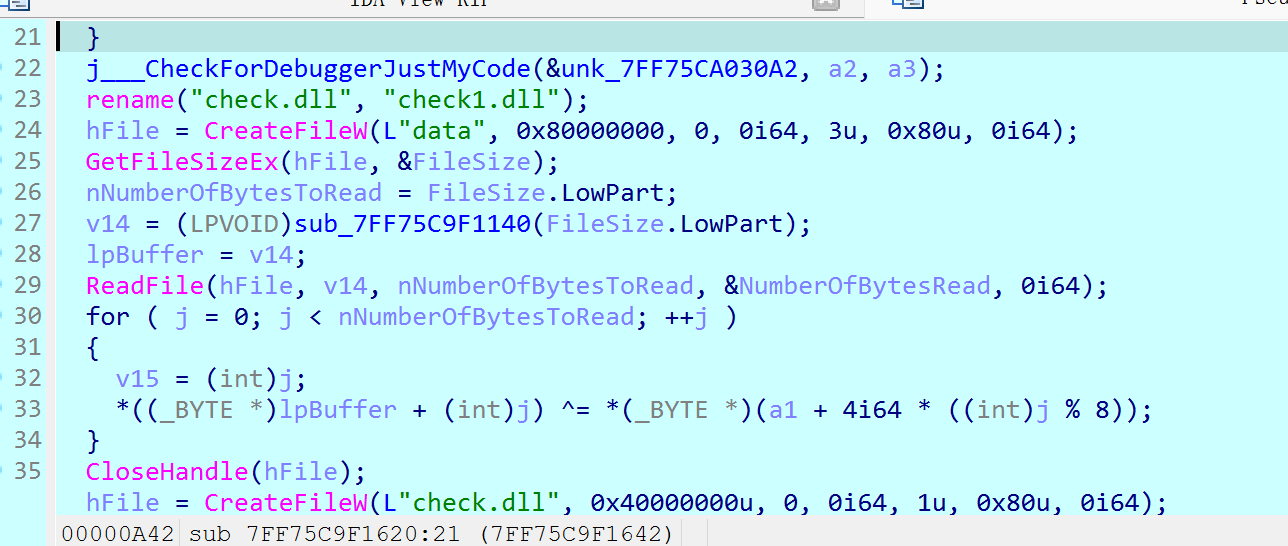 IDA View RIP
21 }
22 j___CheckForDebuggerJustMyCode(&unk_7FF75CA030A2, a2, a3);
23 rename("check.dll", "check1.dll");
24 hFile = CreateFileW(L"data", 0x80000000, 0, 0i64, 3u, 0x80u, 0i64);
25 GetFileSizeEx(hFile, &FileSize);
26 nNumberOfBytesToRead = FileSize.LowPart;
27 v14 = (LPVOID)sub_7FF75C9F1140(FileSize.LowPart);
28 lpBuffer = v14;
29 ReadFile(hFile, v14, nNumberOfBytesToRead, &NumberOfBytesRead, 0i64);
30 for ( j = 0; j < nNumberOfBytesToRead; ++j )
31 {
32 v15 = (int)j;
33 *((_BYTE *)lpBuffer + (int)j) ^= *(_BYTE *)(a1 + 4i64 * ((int)j % 8));
34 }
35 CloseHandle(hFile);
hFile = CreateFileW(L"check.dll", 0x40000000u, 0, 0i64, 1u, 0x80u, 0i64);
00000A42 sub 7FF75C9F1620:21 (7FF75C9F1642)